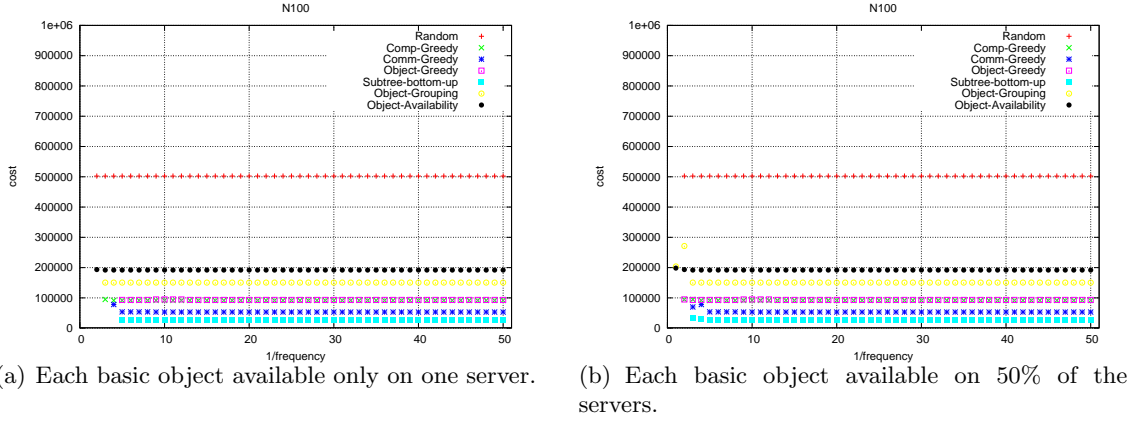 N100
1e+06
900000
800000
700000
600000
500000
400000
300000
200000
100000
0
cost
0
10
20
30
40
50
1/frequency
Random
Comp-Greedy
Comm-Greedy
Object-Greedy
Subtree-bottom-up
Object-Grouping
Object-Availability
(a) Each basic object available only on one server.
N100
1e+06
900000
800000
700000
600000
500000
400000
300000
200000
100000
0
cost
0
10
20
30
40
50
1/frequency
Random
Comp-Greedy
Comm-Greedy
Object-Greedy
Subtree-bottom-up
Object-Grouping
Object-Availability
(b) Each basic object available on 50% of the
servers.